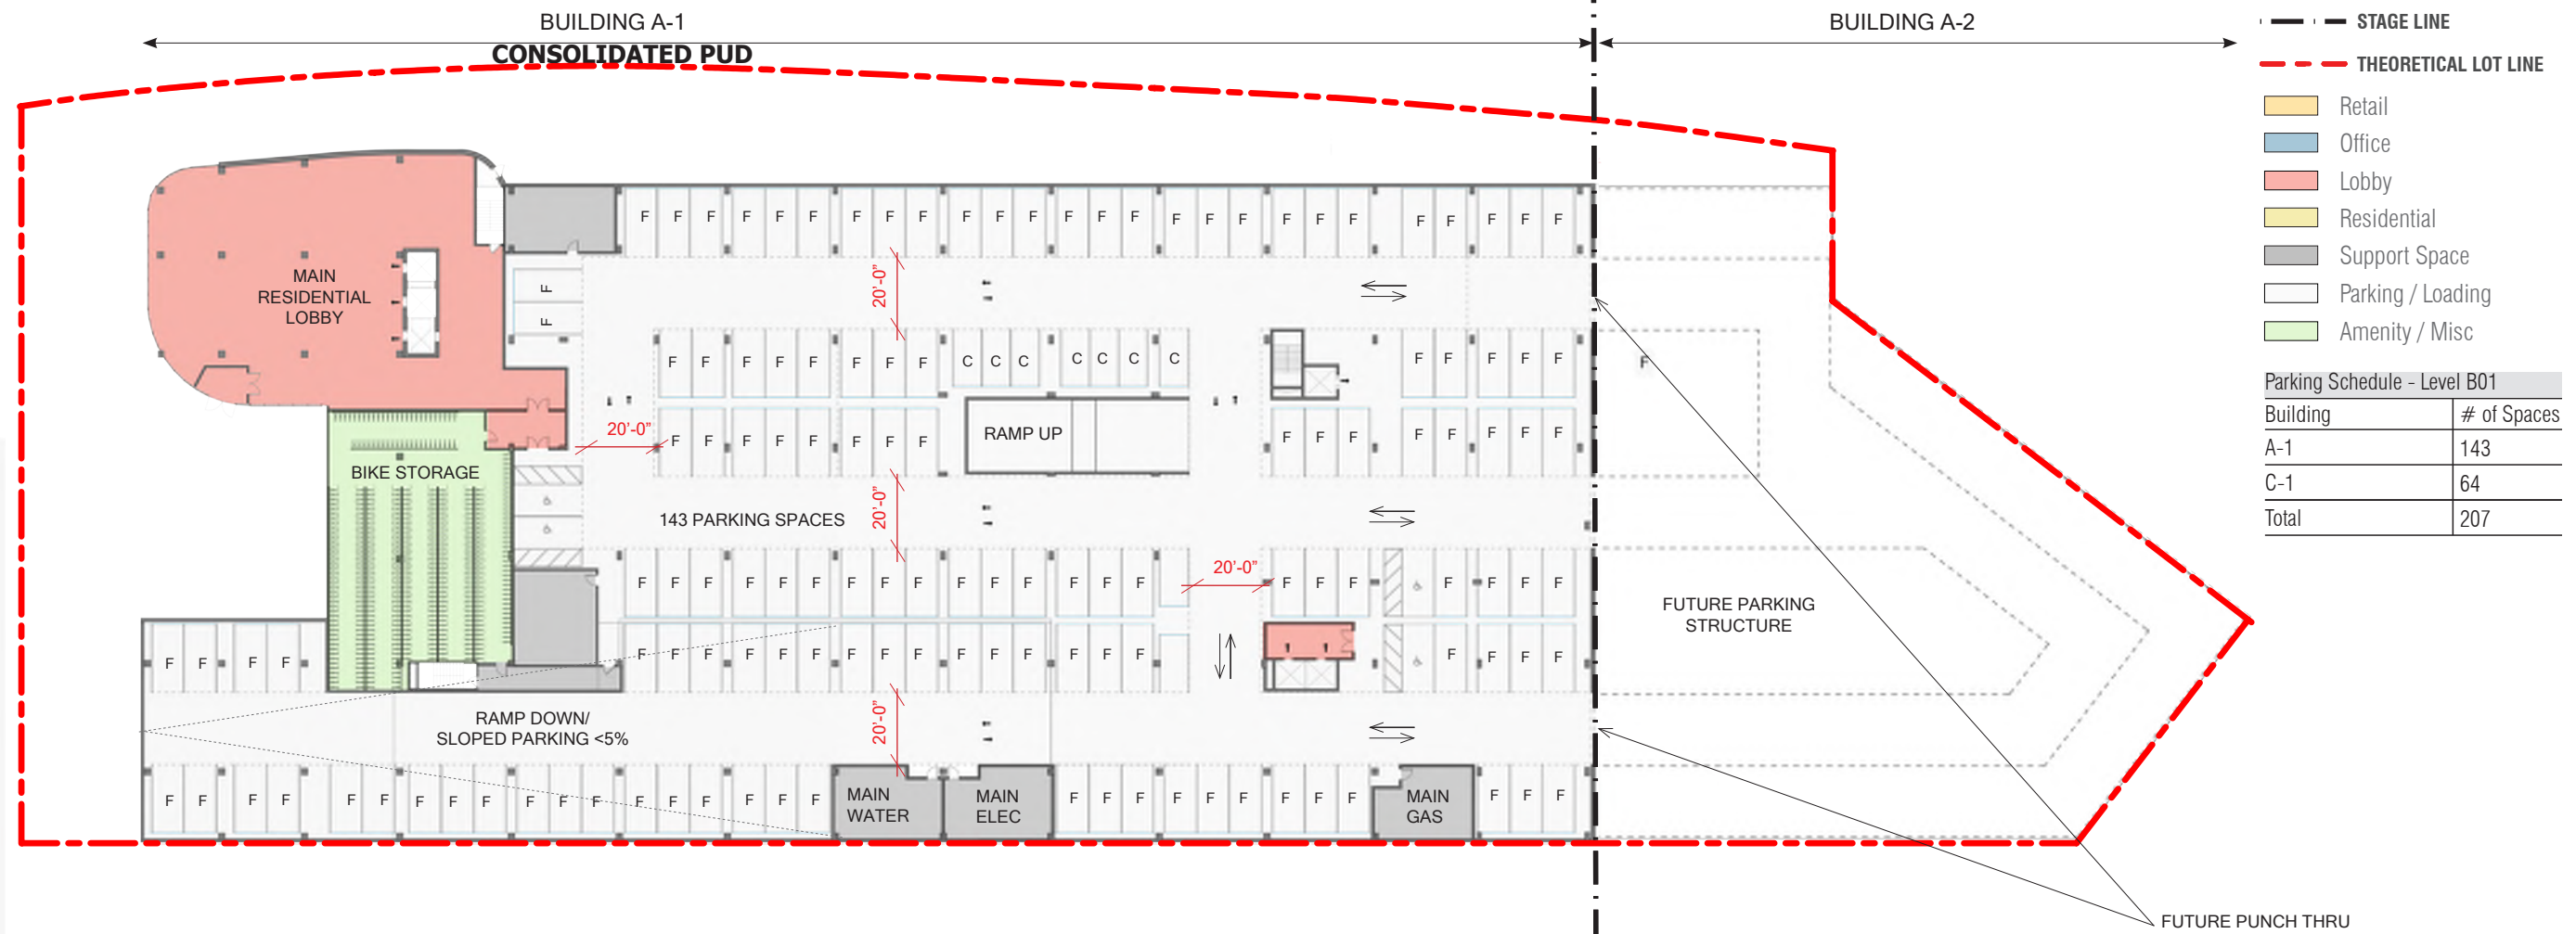 BUILDING A-1
BUILDING A-2
CONSOLIDATED PUD
STAGE LINE
THEORETICAL LOT LINE
Retail
Office
Lobby
Residential
Support Space
Parking / Loading
Amenity / Misc
Parking Schedule - Level B01
Building # of Spaces
A-1 143
C-1 64
Total 207
F F F F F F F F F F F F F F F F F F F F F F F F F F F
MAIN
RESIDENTIAL
LOBBY
F
F
20'-0"
F F F F F F F F C C C C C C C F F F F F
F
20'-0"
F F F F F F F F RAMP UP F F F F F F F F
BIKE STORAGE
143 PARKING SPACES
20'-0"
F F F F F F F F F F F F F F F F F F F F F F F
20'-0"
FUTURE PARKING
STRUCTURE
F F F F
F F F F F F F F F F F F F F F F F F F
RAMP DOWN/
SLOPED PARKING <5%
20'-0"
F F F F F F F F F F F F F F F F F F
MAIN
WATER
MAIN
ELEC
F F F F F F F F F
MAIN
GAS
F F F
FUTURE PUNCH THRU